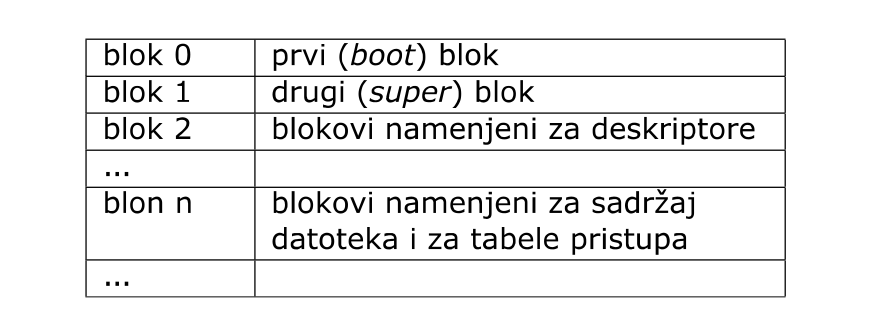 blok 0 prvi (boot) blok
blok 1 drugi (super) blok
blok 2 blokovi namenjeni za deskriptore
...
blon n blokovi namenjeni za sadržaj
datoteka i za tabele pristupa
...